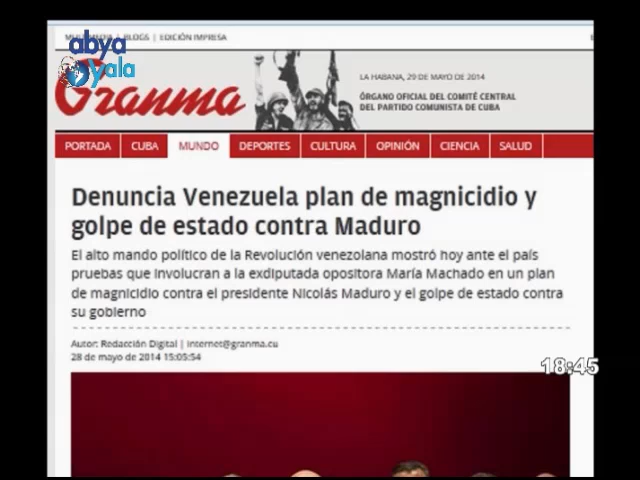 abya
yala
BLOGS | EDICIÓN IMPRESA
E
Granma
LA HABANA, 29 DE MAYO DE 2014
ÓRGANO OFICIAL DEL COMITÉ CENTRAL
DEL PARTIDO COMUNISTA DE CUBA
PORTADA CUBA MUNDO DEPORTES CULTURA OPINIÓN CIENCIA SALUD
Denuncia Venezuela plan de magnicidio y
golpe de estado contra Maduro
El alto mando político de la Revolución venezolana mostró hoy ante el país
pruebas que involucran a la exdiputada opositora María Machado en un plan
de magnicidio contra el presidente Nicolás Maduro y el golpe de estado contra
su gobierno
Autor: Redacción Digital | internet@granma.cu
28 de mayo de 2014 15:05:54
18:45